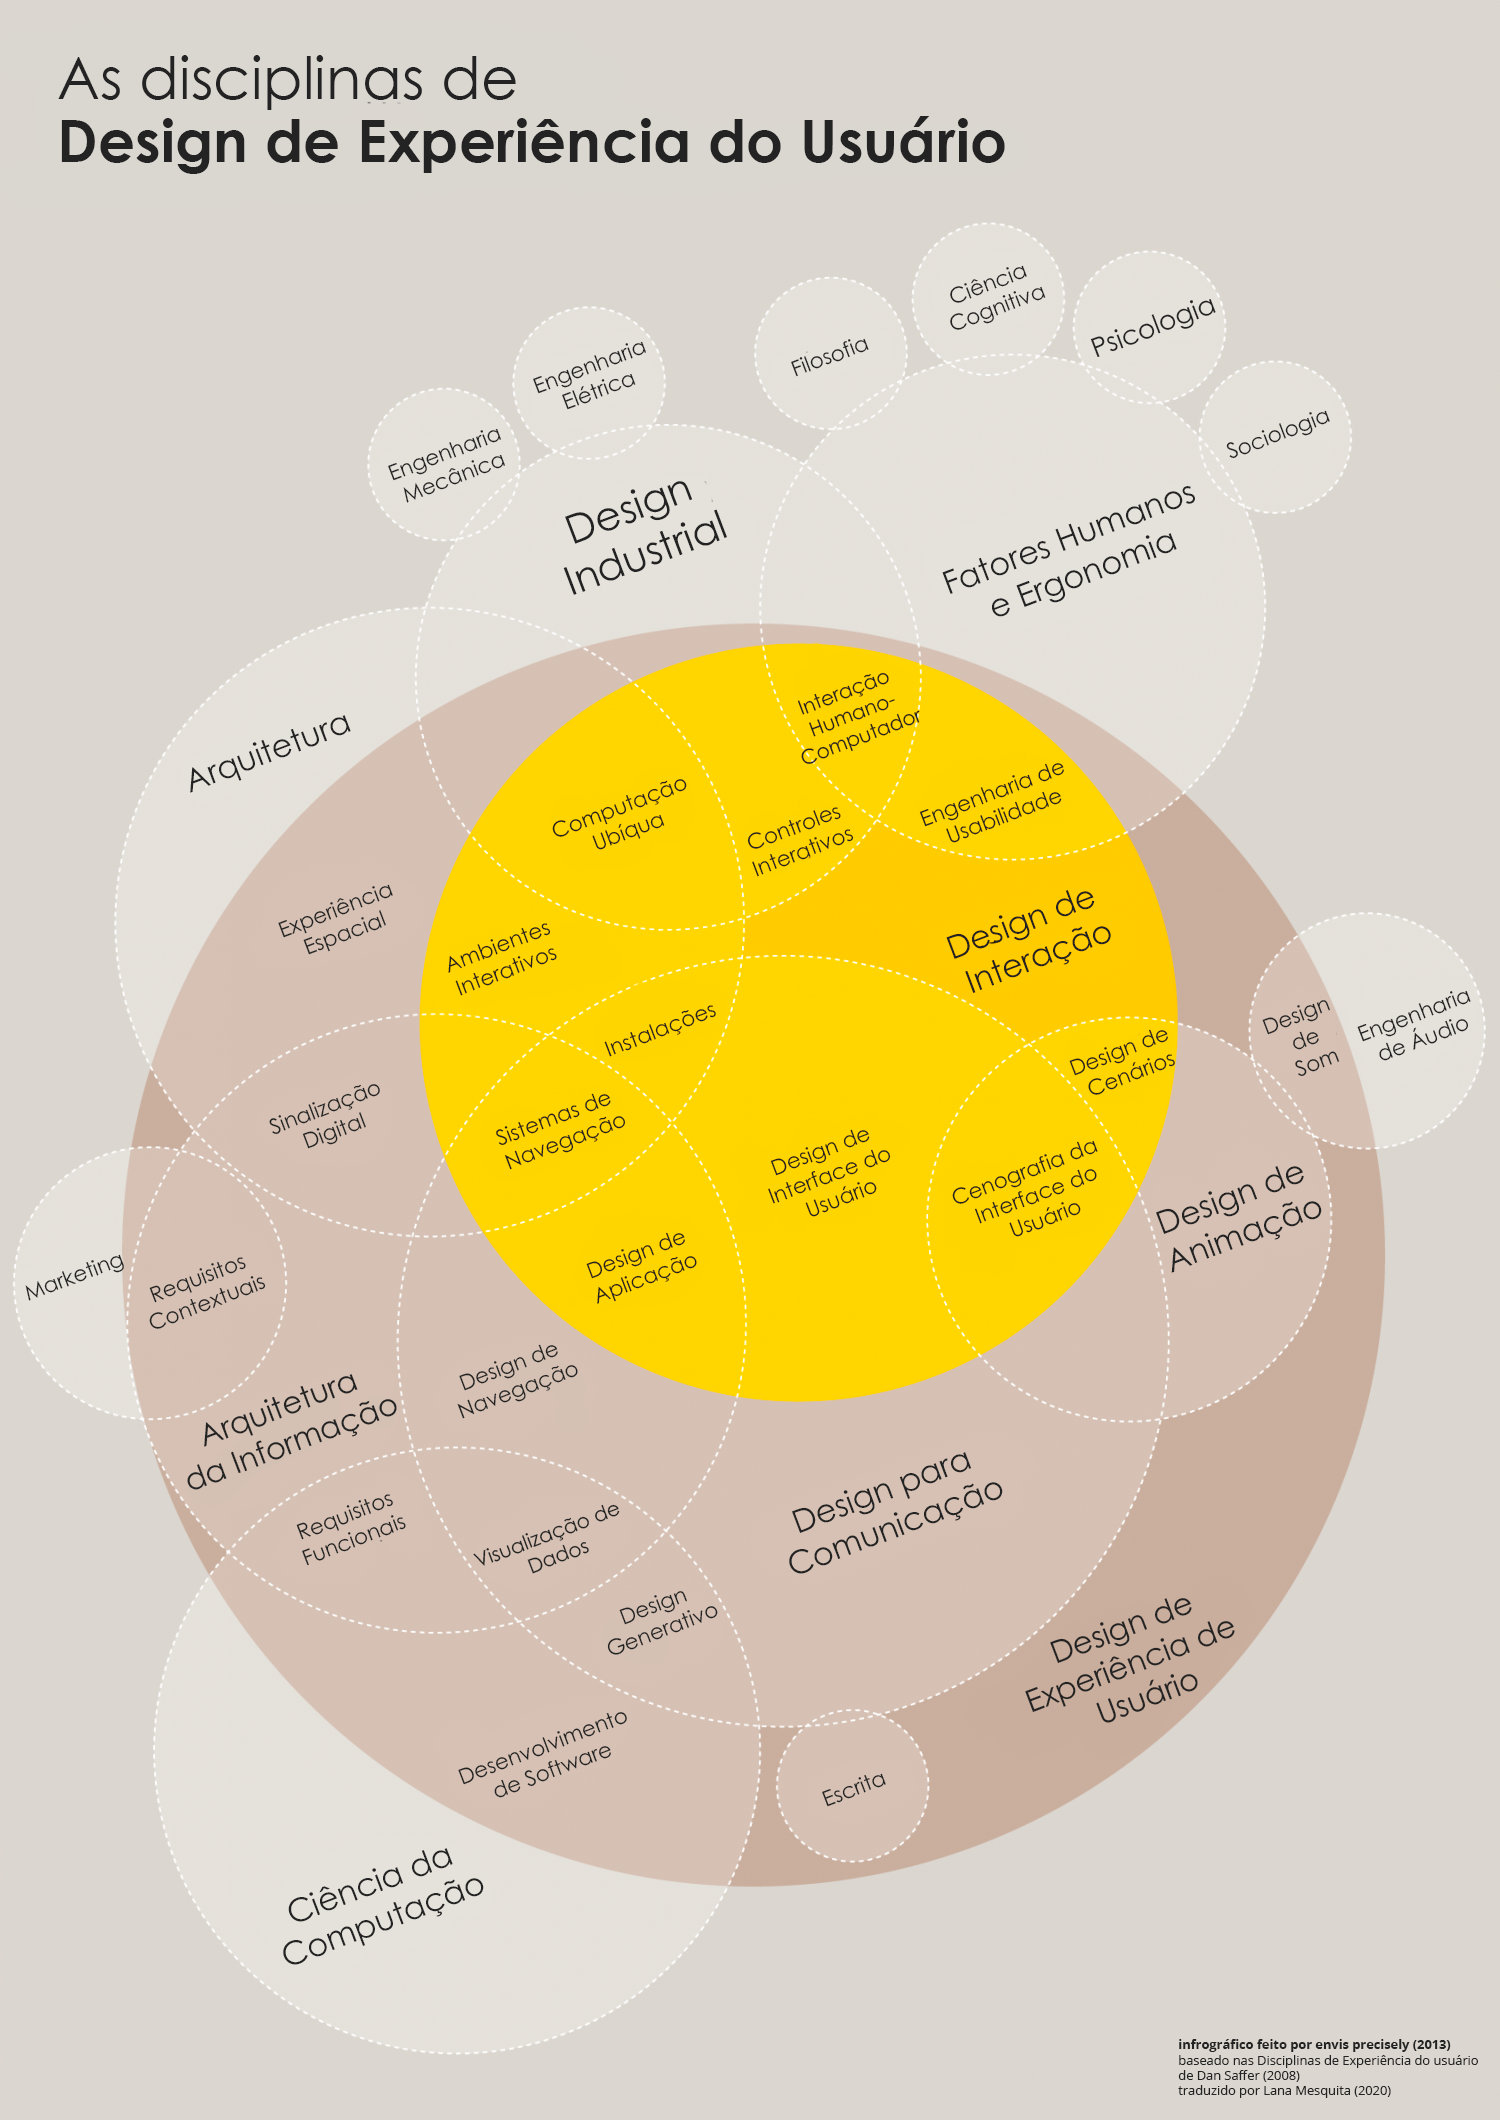 As disciplinas de
Design de Experiência do Usuário
Ciência
Cognitiva
Psicologia
Filosofia
Engenharia
Elétrica
Sociologia
Engenharia
Mecânica
Design
Industrial
Fatores Humanos
e Ergonomia
Arquitetura
Interação
Humano-
Computador
Computação
Ubíqua
Controles
Interativos
Engenharia de
Usabilidade
Experiência
Espacial
Ambientes
Interativos
Design de
Interação
Instalações
Design
de
Som
Engenharia
de Áudio
Design de
Cenários
Sinalização
Digital
Sistemas de
Navegação
Design de
Interface do
Usuário
Cenografia da
Interface do
Usuário
Design de
Animação
Marketing
Requisitos
Contextuais
Design de
Aplicação
Design de
Navegação
Arquitetura
da Informação
Design para
Comunicação
Requisitos
Funcionais
Visualização de
Dados
Design
Generativo
Design de
Experiência de
Usuário
Desenvolvimento
de Software
Escrita
Ciência da
Computação
infrográfico feito por envis precisely (2013)
baseado nas Disciplinas de Experiência do usuário
de Dan Saffer (2008)
traduzido por Lana Mesquita (2020)